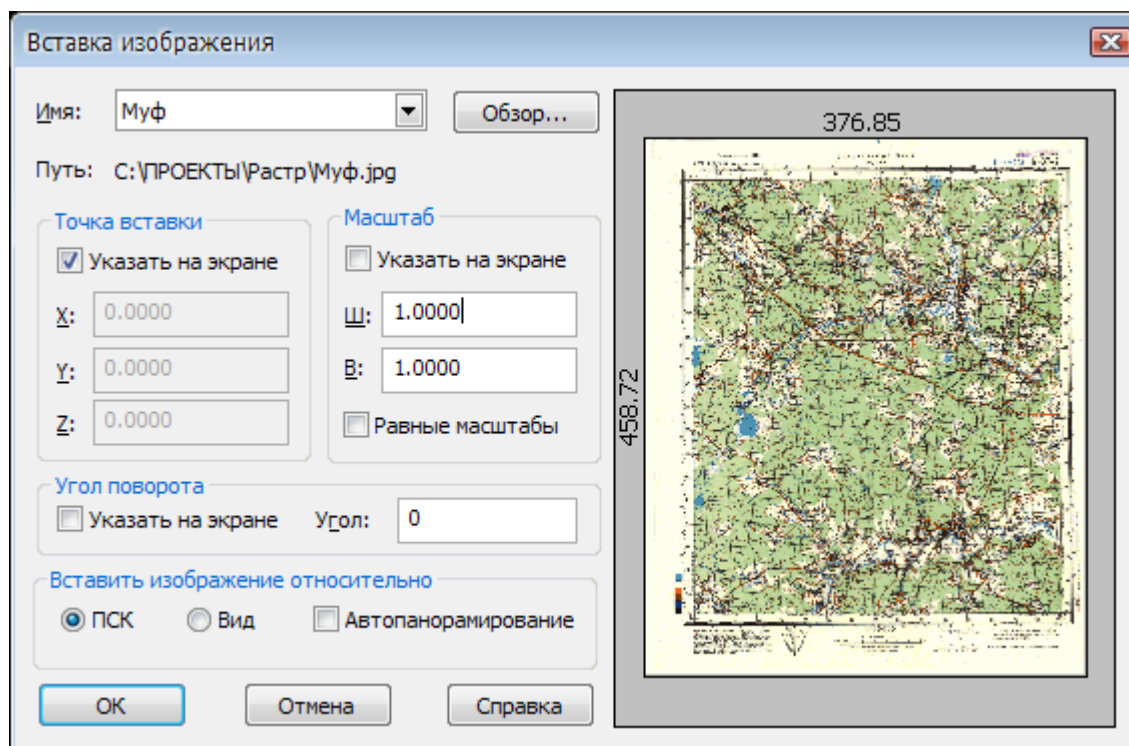 Вставка изображения
Имя: Муф Обзор...
Путь: C:\ПРОЕКТЫ\Растр\Муф.jpg
Точка вставки
Указать на экране
X: 0.0000
Y: 0.0000
Z: 0.0000
Масштаб
Указать на экране
Ш: 1.0000
В: 1.0000
Равные масштабы
Угол поворота
Указать на экране Угол: 0
Вставить изображение относительно
ПСК Вид Автопанорамирование
ОК Отмена Справка
376.85
458.72